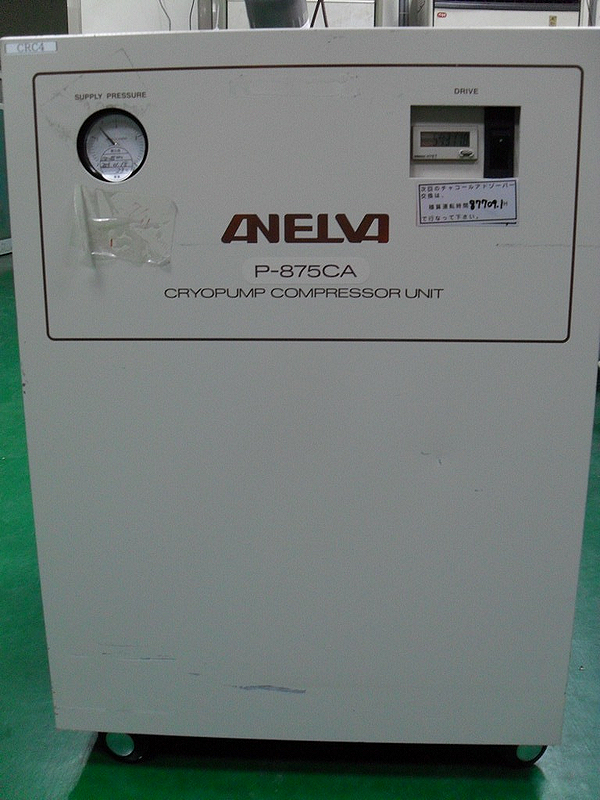 CRC4
SUPPLY PRESSURE
DRIVE
次回のチャコールアドソーバー
交換は、
積算運転時間87709.1H
で行なって下さい。
ANELVA
P-875CA
CRYOPUMP COMPRESSOR UNIT